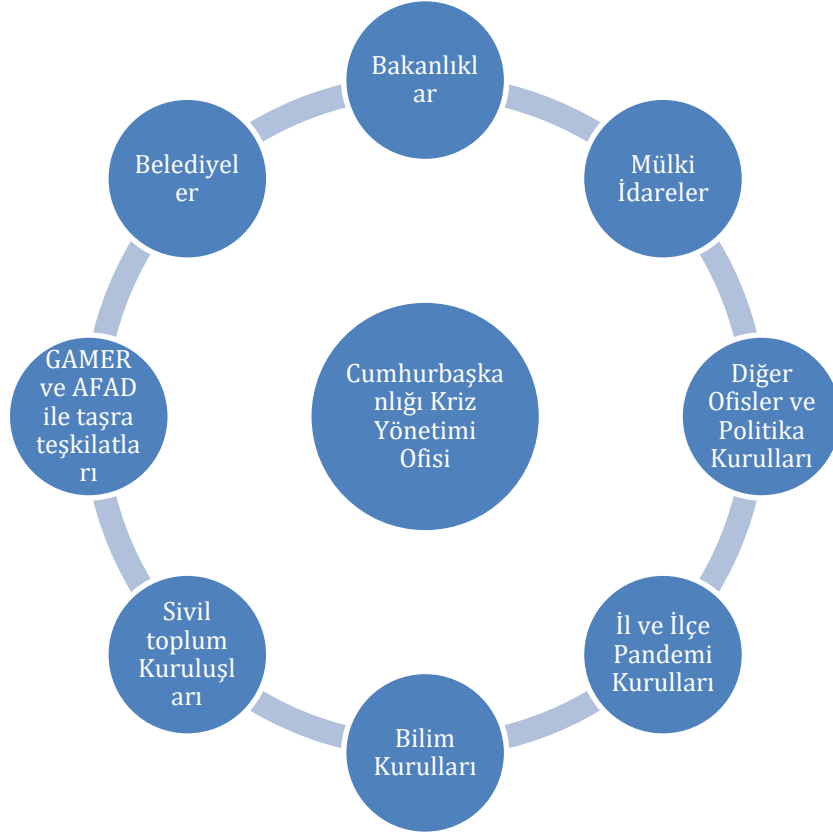 Bakanlıkl
ar
Mülki
İdareler
Diğer
Ofisler ve
Politika
Kurulları
İl ve İlçe
Pandemi
Kurulları
Bilim
Kurulları
Sivil
toplum
Kuruluşl
arı
GAMER
ve AFAD
ile taşra
teşkilatla
rı
Belediyel
er
Cumhurbaşka
nlığı Kriz
Yönetimi
Ofisi